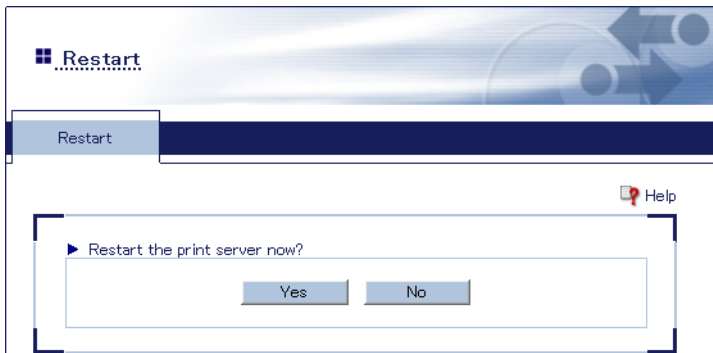 Restart
Restart
Help
Restart the print server now?
Yes No